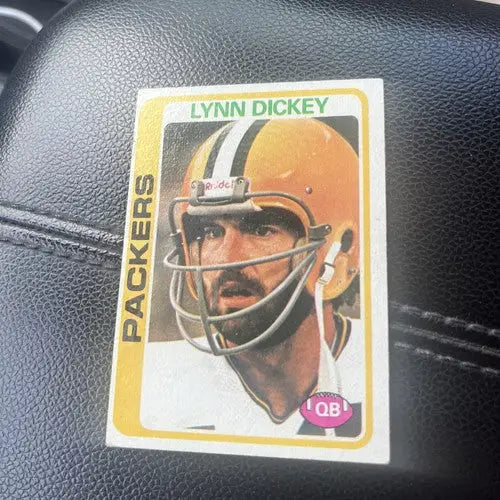 LYNN DICKEY
PACKERS
Riddell
QB